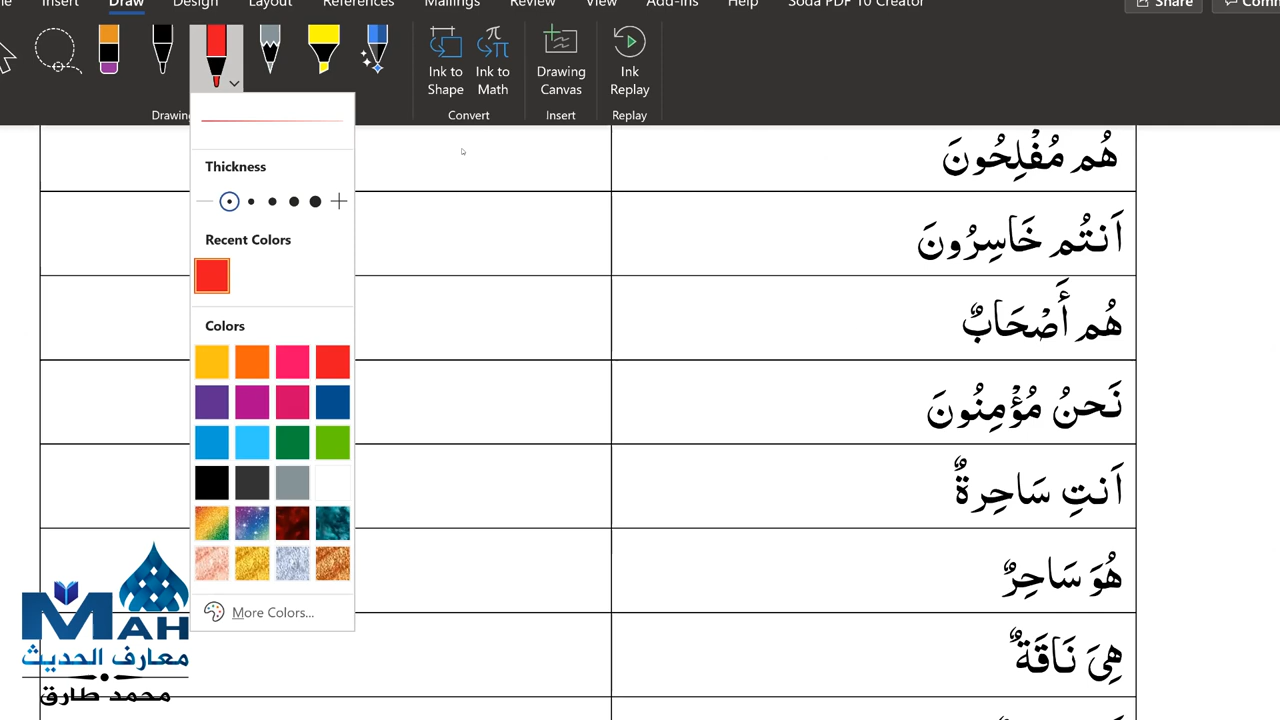 Insert
Draw
Design
Layout
References
Mailings
Review
View
Add-ins
Help
Soda PDF 10 Creator
Share
Ink to Shape
Ink to Math
Drawing Canvas
Ink Replay
Convert
Insert
Replay
Thickness
Recent Colors
Colors
More Colors...
هُم مُفْلِحُونَ
اَنتُم خَاسِرُونَ
هُم أَصْحَابٌ
نَحنُ مُؤْمِنُونَ
اَنتِ سَاحِرةٌ
هُوَ سَاحِرٌ
هِىَ نَاقَةٌ
MAH
معارف الحديث
محمد طارق